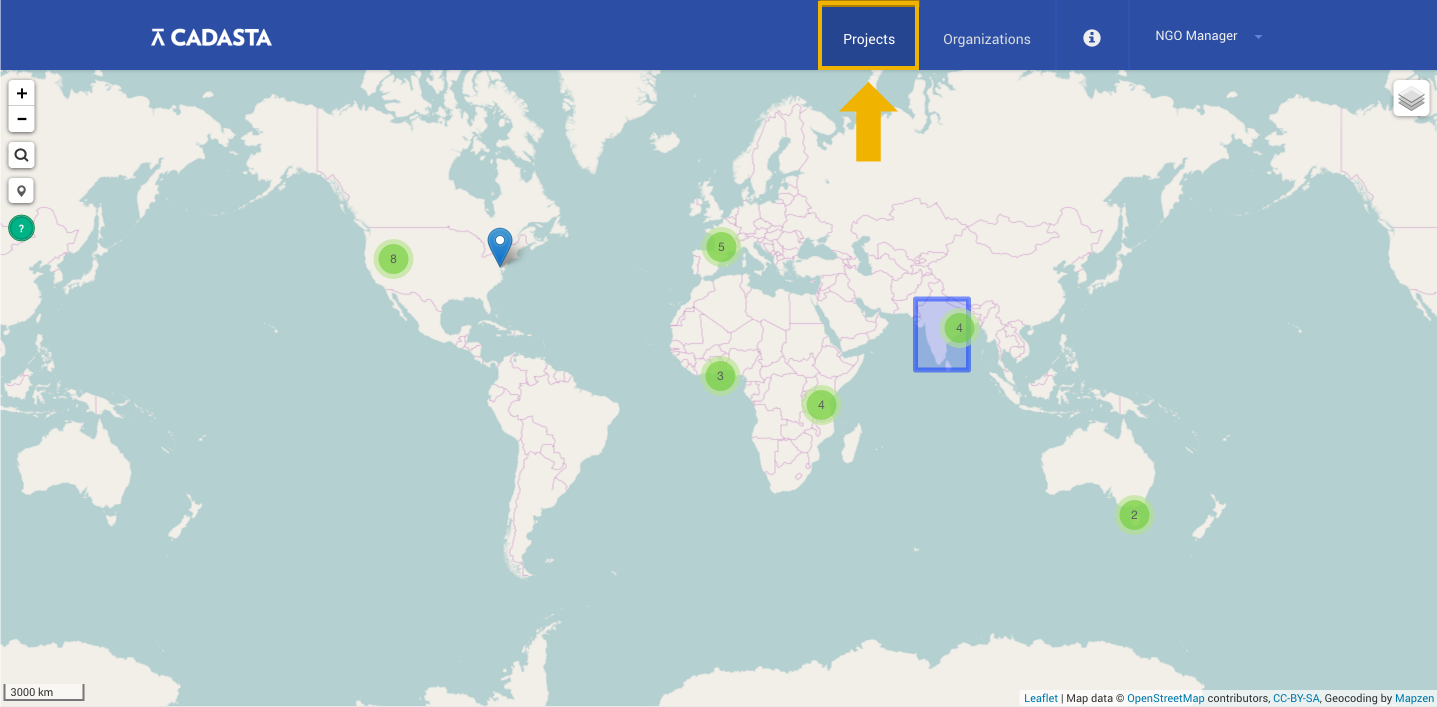 CADASTA
Projects
Organizations
i
NGO Manager
+
−
?
8
5
4
3
4
2
3000 km
Leaflet | Map data © OpenStreetMap contributors, CC-BY-SA, Geocoding by Mapzen